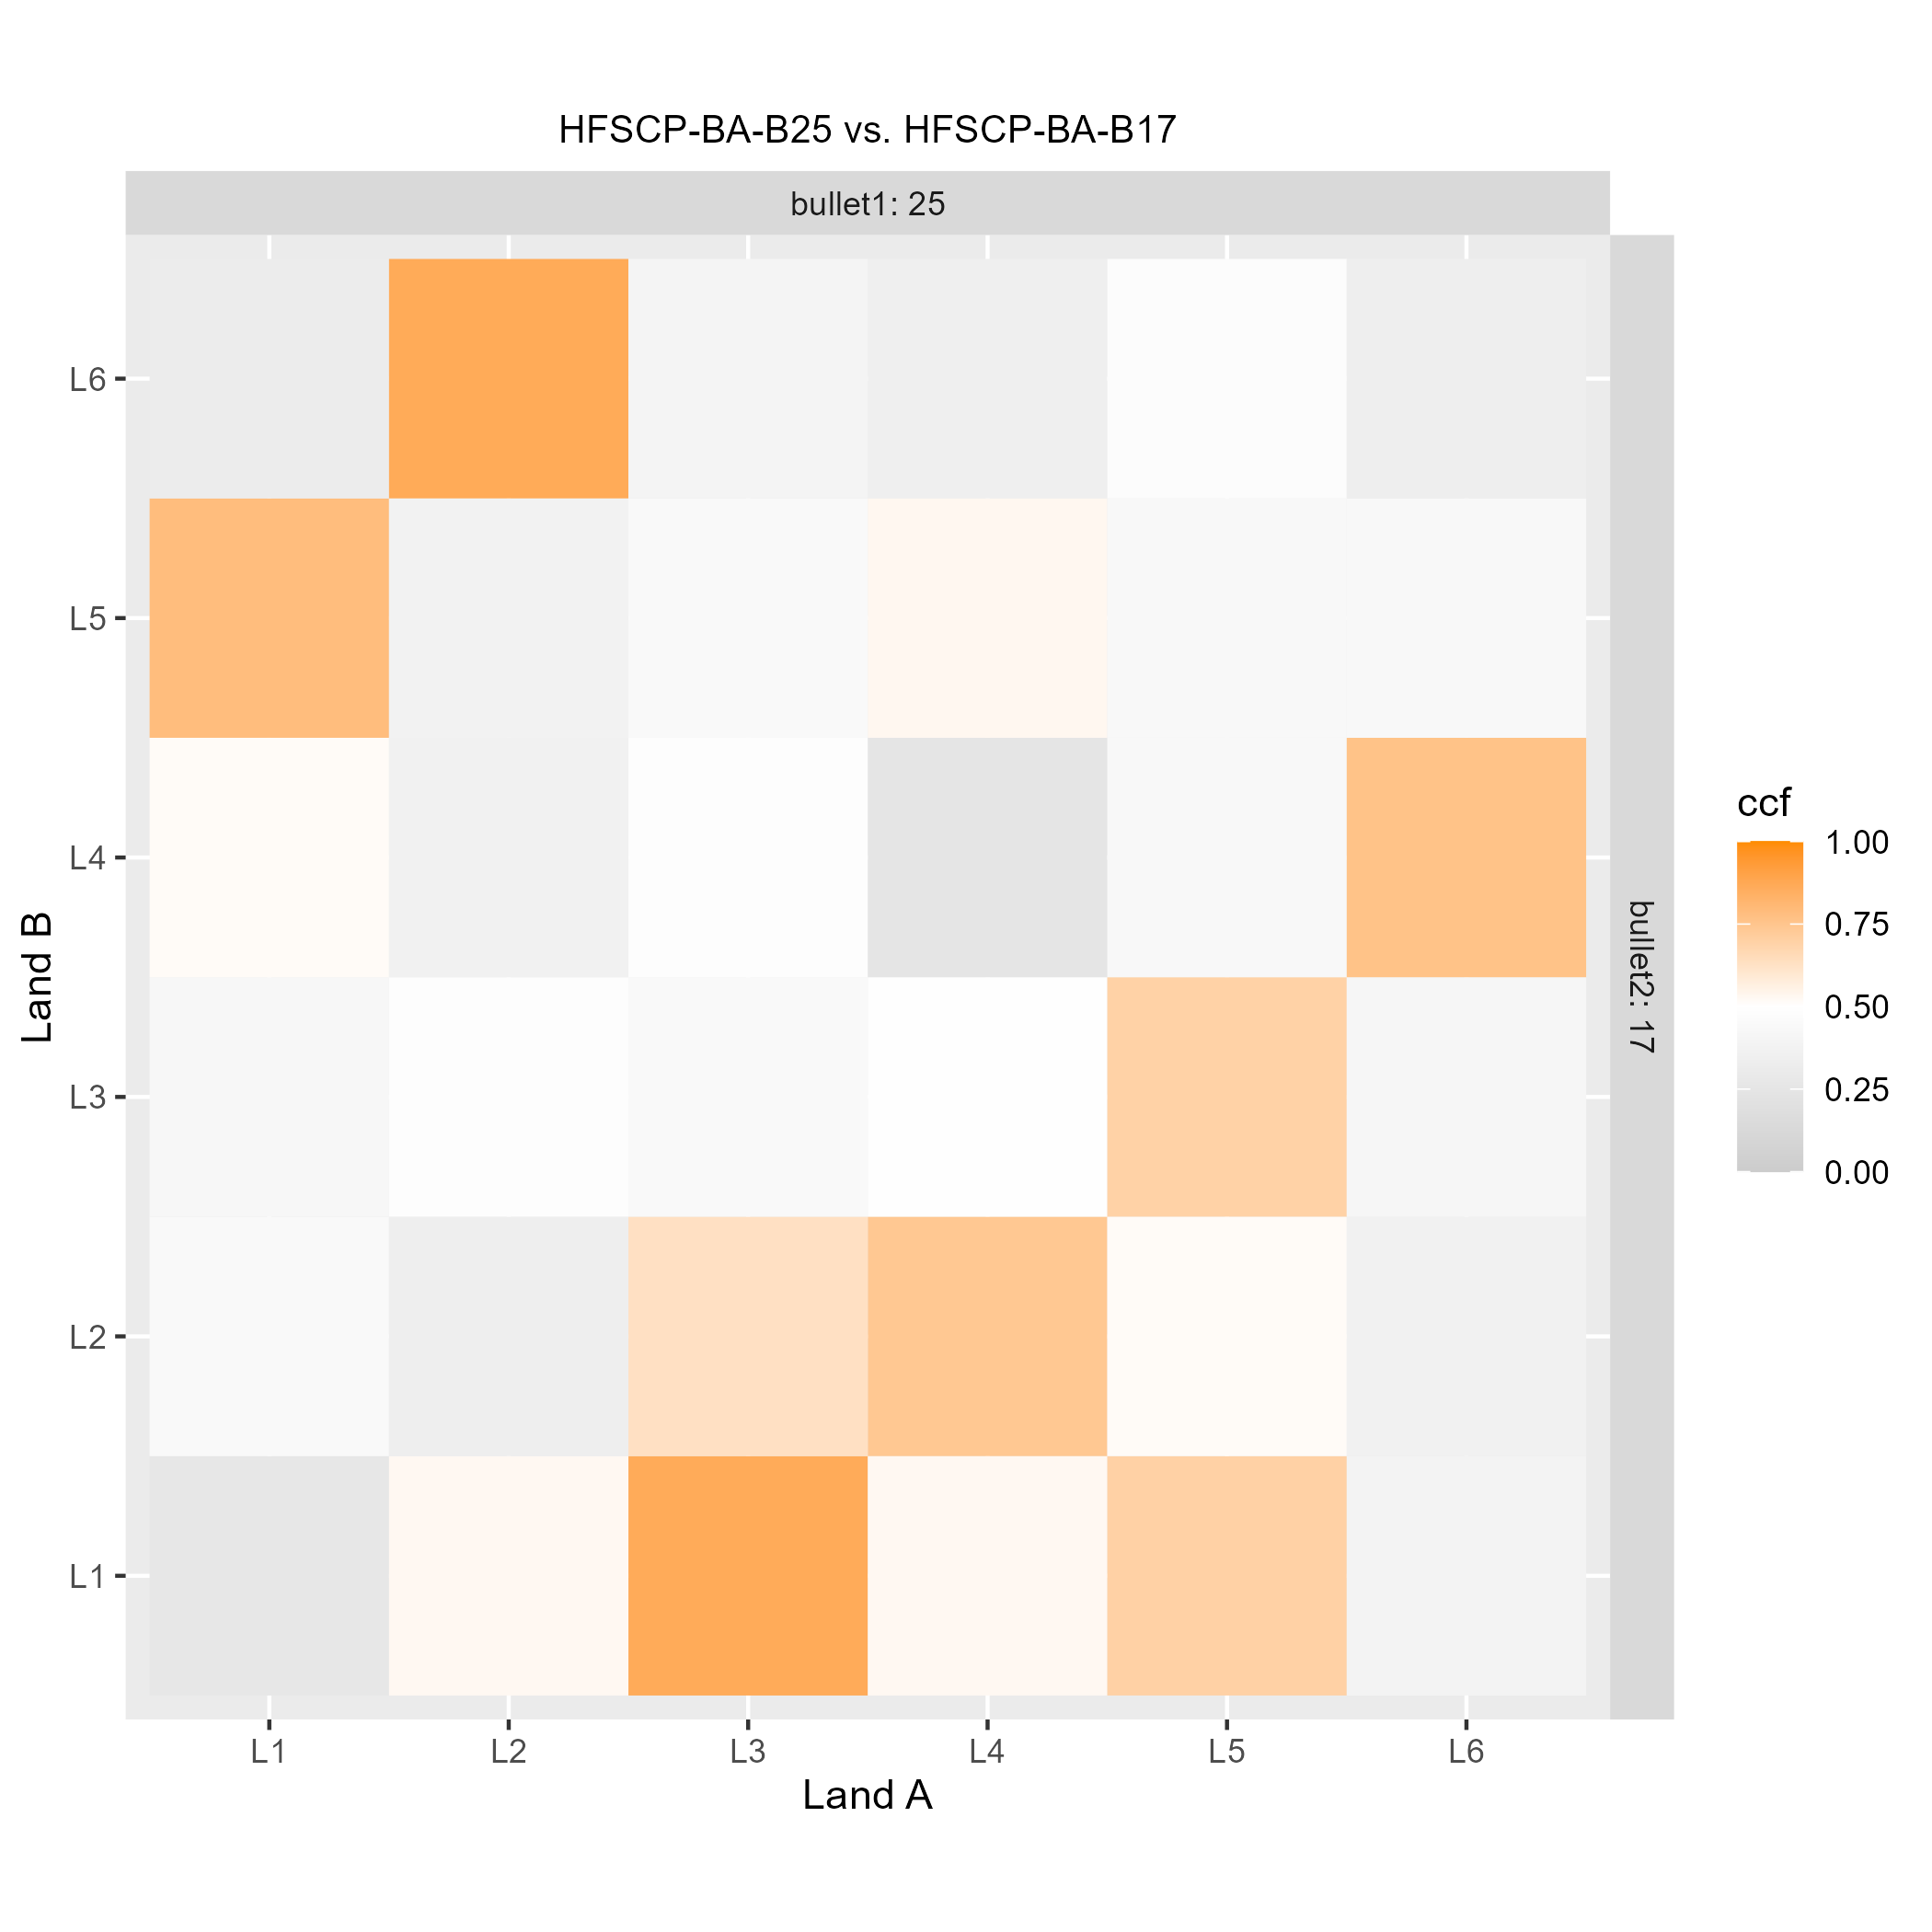 HFSCP-BA-B25 vs. HFSCP-BA-B17
bullet1: 25
L6
L5
L4
L3
L2
L1
Land B
bullet2: 17
L1 L2 L3 L4 L5 L6
Land A
ccf
1.00
0.75
0.50
0.25
0.00